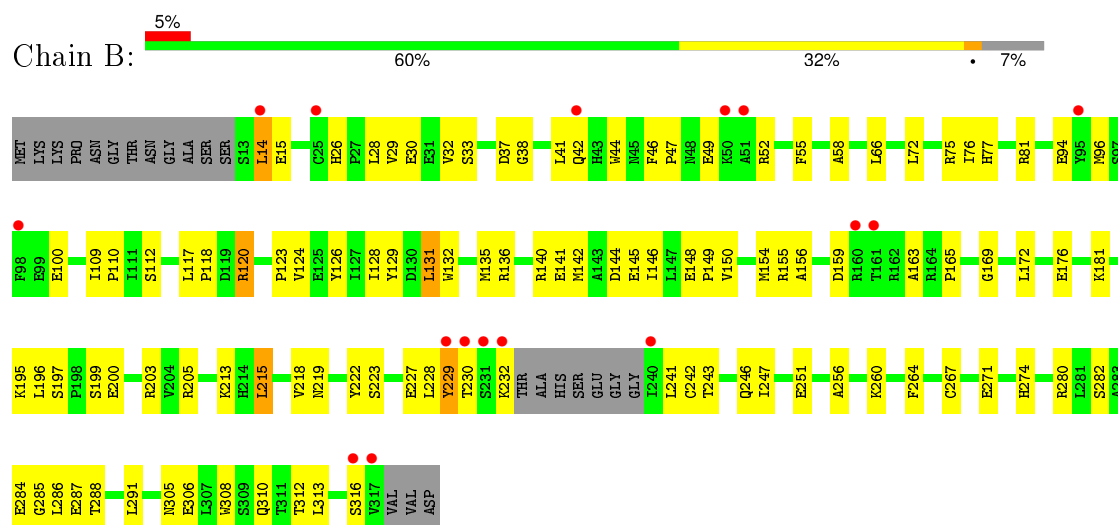 5%
Chain B:
60% 32% • 7%
MET LYS LYS PRO ASN GLY THR ASN GLY ALA SER SER S13 L14 E15 C25 H26 P27 L28 V29 E30 E31 V32 S33 D37 G38 L41 Q42 H43 W44 N45 F46 P47 N48 E49 K50 A51 R52 F55 A58 L66 L72 R75 I76 H77 R81 E94 Y95 M96 S97
F98 E99 E100 I109 P110 I111 S112 L117 P118 D119 R120 P123 V124 E125 Y126 I127 I128 Y129 D130 L131 W132 M135 R136 R140 E141 M142 A143 D144 E145 I146 L147 E148 P149 V150 M154 R155 A156 D159 R160 T161 R162 A163 R164 P165 G169 L172 E176 K181
K195 L196 S197 P198 S199 E200 R203 V204 R205 K213 H214 L215 V218 N219 Y222 S223 E227 L228 Y229 T230 S231 K232 THR ALA HIS SER GLU GLY GLY I240 L241 C242 T243 Q246 I247 E251 A256 K260 F264 C267 E271 H274 R280 L281 S282 A283
E284 G285 L286 E287 T288 L291 N305 E306 L307 W308 S309 Q310 T311 T312 L313 S316 V317 VAL VAL ASP